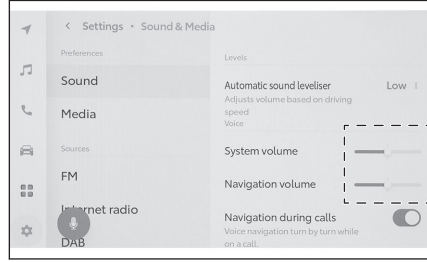 Settings • Sound & Media
Preferences
Sound
Media
Sources
FM
Internet radio
DAB
Levels
Automatic sound leveliser
Low
Adjusts volume based on driving
speed
Voice
System volume
Navigation volume
Navigation during calls
Voice navigation turn by turn while
on a call.